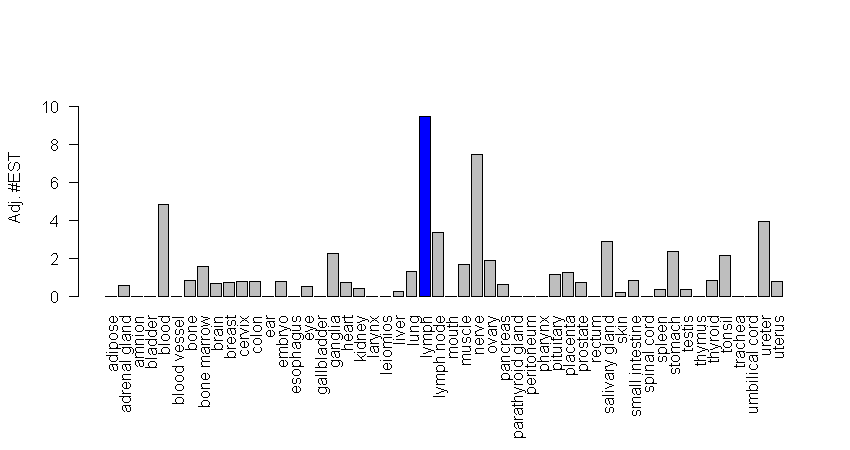 Adj. #EST
10
8
6
4
2
0
adipose
adrenal gland
amnion
bladder
blood
blood vessel
bone
bone marrow
brain
breast
cervix
colon
ear
embryo
esophagus
eye
gallbladder
ganglia
heart
kidney
larynx
leiomios
liver
lung
lymph
lymph node
mouth
muscle
nerve
ovary
pancreas
parathyroid gland
peritoneum
pharynx
pituitary
placenta
prostate
rectum
salivary gland
skin
small intestine
spinal cord
spleen
stomach
testis
thymus
thyroid
tonsil
trachea
umbilical cord
ureter
uterus